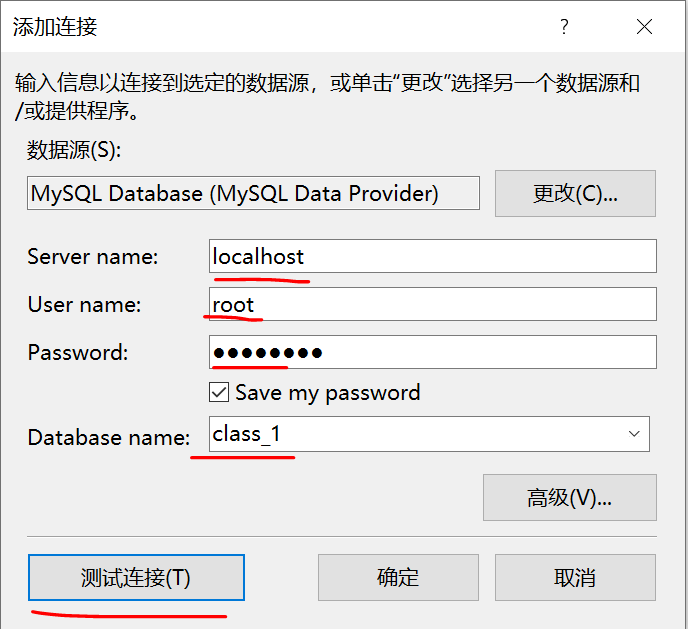 添加连接
输入信息以连接到选定的数据源，或单击“更改”选择另一个数据源和
/或提供程序。
数据源(S):
MySQL Database (MySQL Data Provider)
更改(C)...
Server name:
localhost
User name:
root
Password:
●●●●●●●●
Save my password
Database name:
class_1
高级(V)...
测试连接(T)
确定
取消